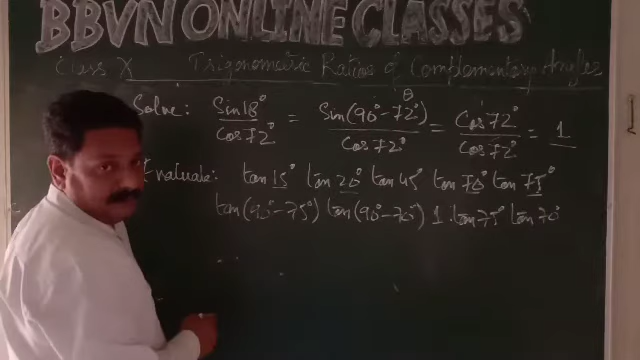 BBVN ONLINE CLASSES
Class X Trigonometric Ratios of Complementary Angles
θ
Solve: Sin18°/Cos72° = Sin(90°-72°)/Cos72° = Cos72°/Cos72° = 1
Evaluate: tan15° tan20° tan45° tan70° tan75°
tan(90°-75°) tan(90°-70°) 1. tan75° tan70°